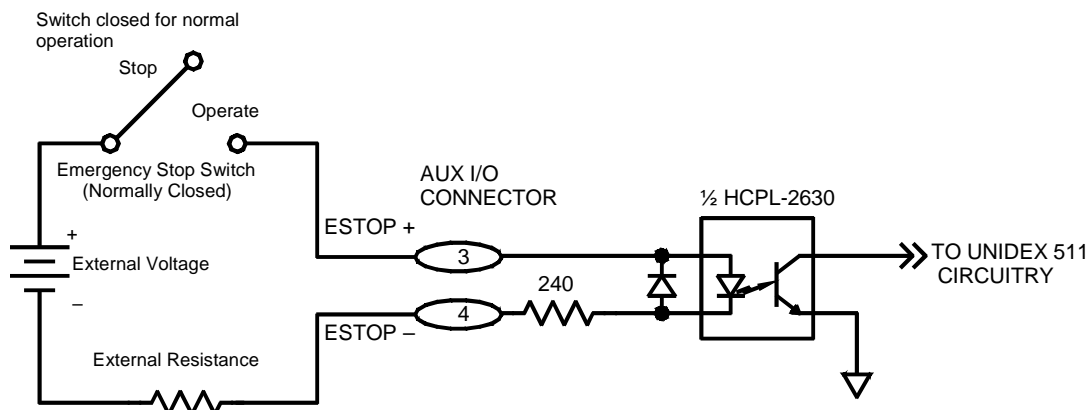 Switch closed for normal
operation
Stop
Operate
Emergency Stop Switch
(Normally Closed)
+
External Voltage
–
External Resistance
AUX I/O
CONNECTOR
ESTOP +
3
ESTOP –
4
240
½ HCPL-2630
TO UNIDEX 511
CIRCUITRY